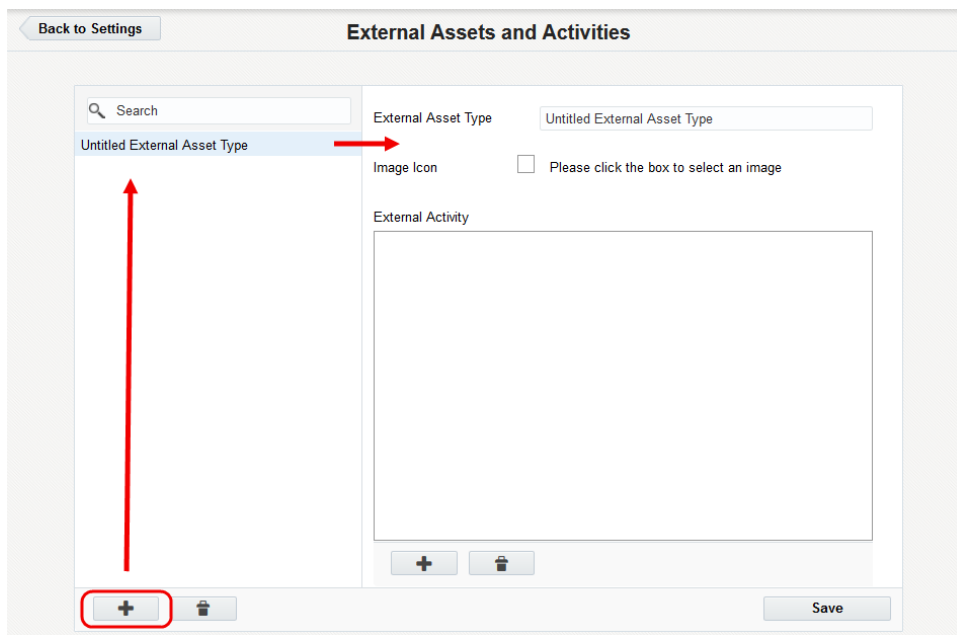 Back to Settings
External Assets and Activities
Search
Untitled External Asset Type
External Asset Type
Untitled External Asset Type
Image Icon
Please click the box to select an image
External Activity
Save